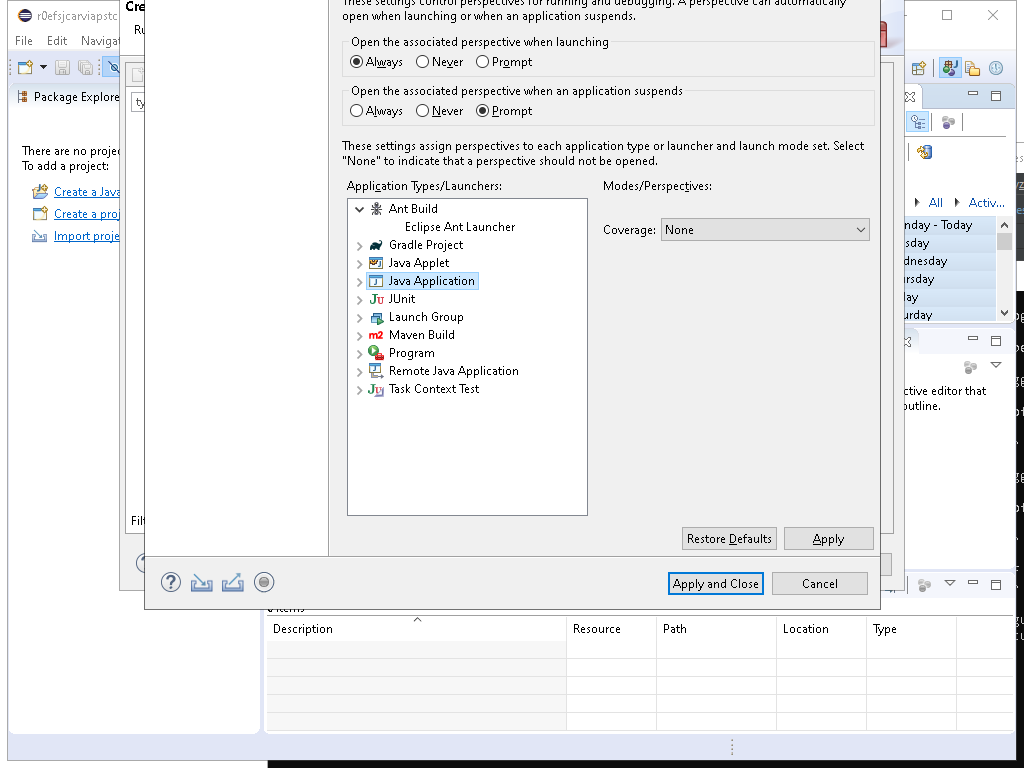 r0efsjcarviapstc
Cre
These settings control perspectives for running and debugging. A perspective can automatically
open when launching or when an application suspends.
File Edit Navigat
Ru
Open the associated perspective when launching
Always Never Prompt
Package Explore
ty
Open the associated perspective when an application suspends
Always Never Prompt
There are no projec
To add a project:
Create a Java
Create a proj
Import proje
These settings assign perspectives to each application type or launcher and launch mode set. Select
"None" to indicate that a perspective should not be opened.
Application Types/Launchers:
Modes/Perspectives:
Ant Build
Eclipse Ant Launcher
Gradle Project
Java Applet
Java Application
JUnit
Launch Group
Maven Build
Program
Remote Java Application
Task Context Test
Coverage: None
All Activ...
nday - Today
sday
dnesday
ursday
ay
urday
ctive editor that
outline.
Filt
Restore Defaults Apply
Apply and Close Cancel
0 items
Description Resource Path Location Type